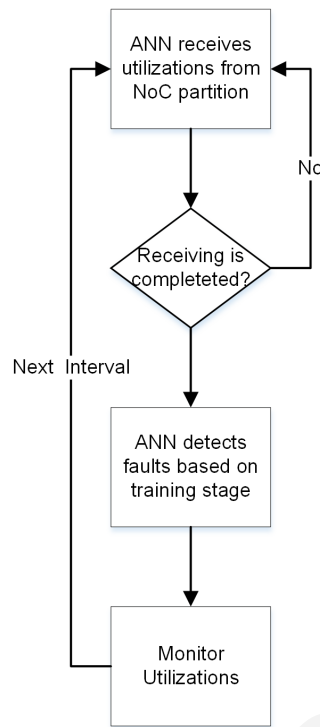 ANN receives
utilizations from
NoC partition
No
Receiving is
completeted?
Next Interval
ANN detects
faults based on
training stage
Monitor
Utilizations